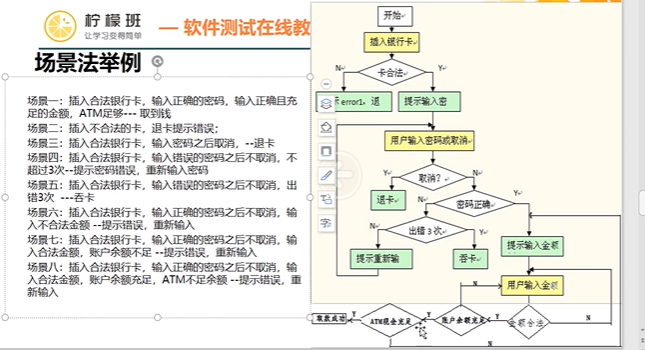 柠檬班
让学习变得简单
— 软件测试在线教
场景法举例
场景一：插入合法银行卡，输入正确的密码，输入正确且充
足的金额，ATM足够--- 取到钱
场景二：插入不合法的卡，退卡提示错误；
场景三：插入合法银行卡，输入密码之后取消，--退卡
场景四：插入合法银行卡，输入错误的密码之后不取消，不
超过3次--提示密码错误，重新输入密码
场景五：插入合法银行卡，输入错误的密码之后不取消，出
错3次 ---吞卡
场景六：插入合法银行卡，输入正确的密码之后不取消，输
入不合法金额 --提示错误，重新输入
场景七：插入合法银行卡，输入正确的密码之后不取消，输
入合法金额，账户余额不足 --提示错误，重新输入
场景八：插入合法银行卡，输入正确的密码之后不取消，输
入合法金额，账户余额充足，ATM不足余额 --提示错误，重
新输入
开始
插入银行卡
N
卡合法
Y
示 error1，退
提示输入密
用户输入密码或取消
取消？
Y
N
退卡
密码正确
Y
N
出错 3 次
N
Y
提示重新输
吞卡
提示输入金额
用户输入金额
N
取款成功
Y
ATM现金充足
Y
账户余额充足
Y
金额合法
N
N